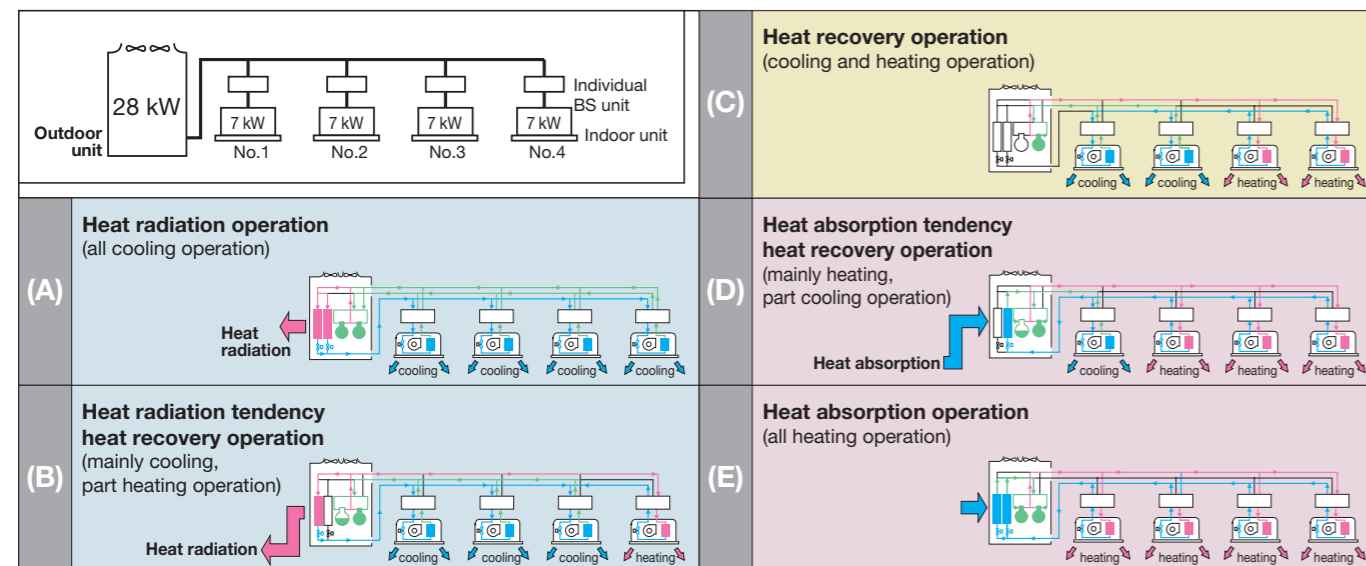 28 kW
Outdoor
unit
7 kW
7 kW
7 kW
7 kW
No.1
No.2
No.3
No.4
Individual
BS unit
Indoor unit
(A)
Heat radiation operation
(all cooling operation)
Heat
radiation
cooling
cooling
cooling
cooling
(B)
Heat radiation tendency
heat recovery operation
(mainly cooling,
part heating operation)
Heat radiation
cooling
cooling
cooling
heating
(C)
Heat recovery operation
(cooling and heating operation)
cooling
cooling
heating
heating
(D)
Heat absorption tendency
heat recovery operation
(mainly heating,
part cooling operation)
Heat absorption
cooling
heating
heating
heating
(E)
Heat absorption operation
(all heating operation)
heating
heating
heating
heating